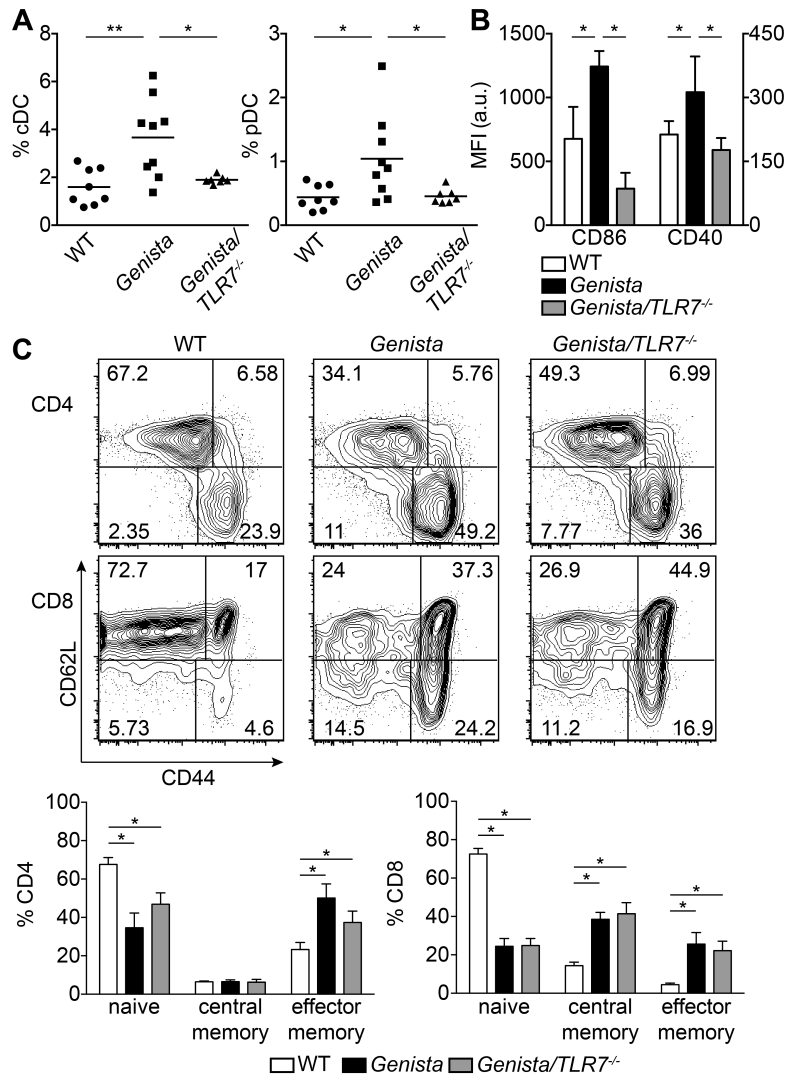 A
B
** *
* *
* * * *
8
6
4
2
0
% cDC
WT
Genista
Genista/
TLR7-/-
3
2
1
0
% pDC
WT
Genista
Genista/
TLR7-/-
1500
1000
500
0
MFI (a.u.)
450
300
150
0
CD86 CD40
WT
Genista
Genista/TLR7-/-
C
WT Genista Genista/TLR7-/-
CD4
67.2 6.58 34.1 5.76 49.3 6.99
2.35 23.9 11 49.2 7.77 36
CD8
72.7 17 24 37.3 26.9 44.9
5.73 4.6 14.5 24.2 11.2 16.9
CD62L
CD44
100
80
60
40
20
0
% CD4
*
*
*
*
naive central memory effector memory
100
80
60
40
20
0
% CD8
*
*
*
*
*
*
naive central memory effector memory
WT Genista Genista/TLR7-/-